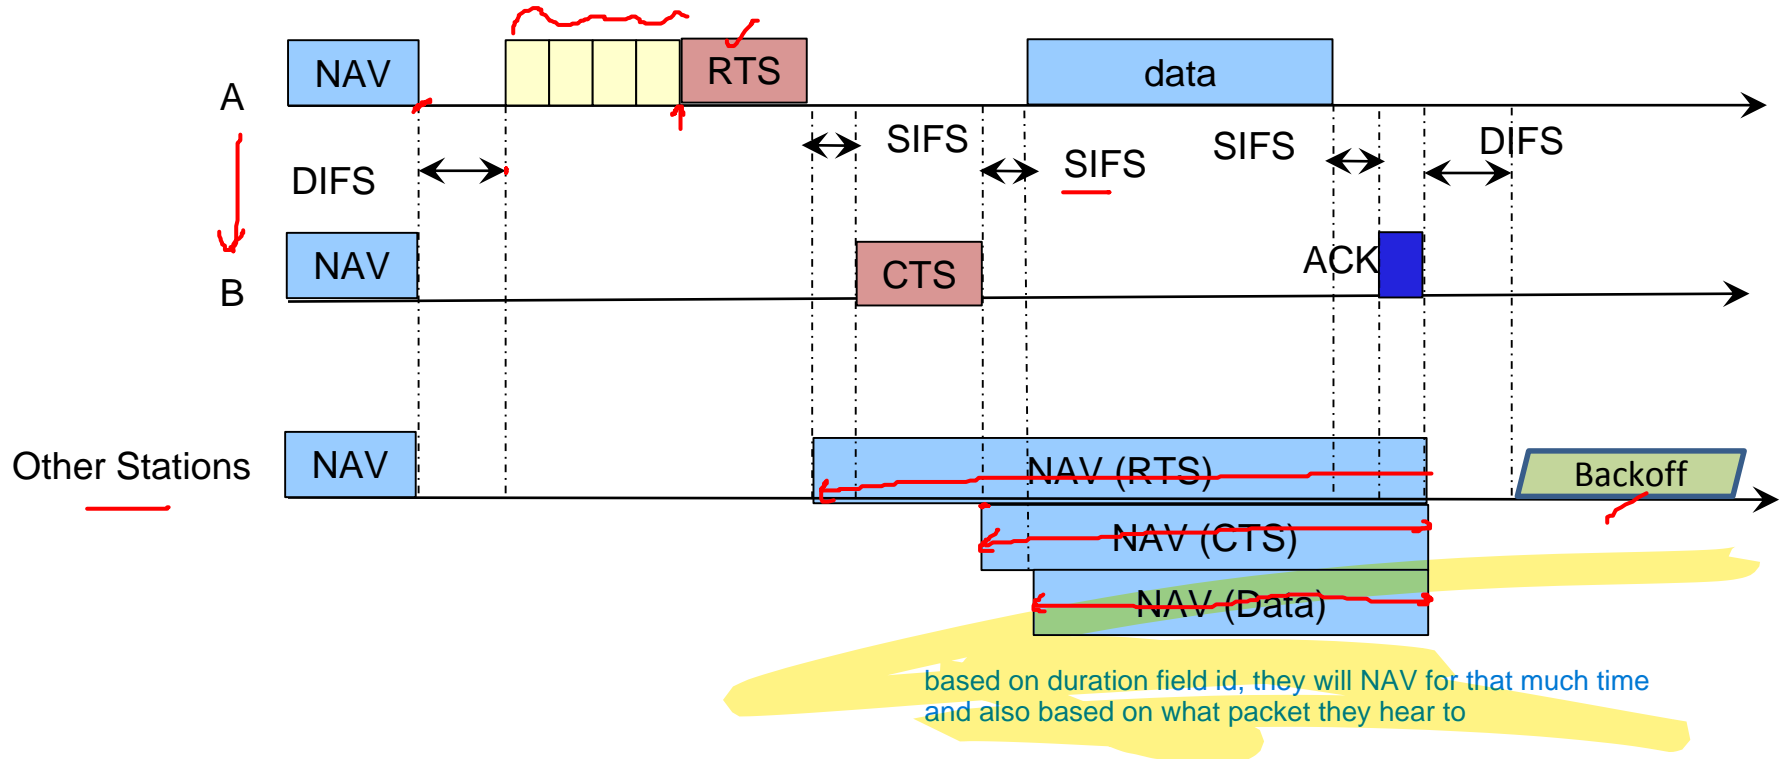 NAV
RTS
data
A
SIFS
SIFS
SIFS
DIFS
DIFS
NAV
CTS
ACK
B
Other Stations
NAV
NAV (RTS)
Backoff
NAV (CTS)
NAV (Data)
based on duration field id, they will NAV for that much time
and also based on what packet they hear to